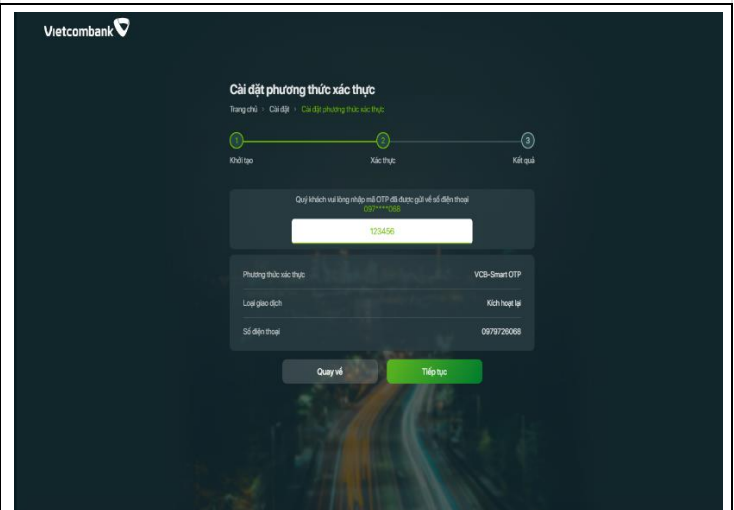 Vietcombank
Cài đặt phương thức xác thực
Trang chủ > Cài đặt > Cài đặt phương thức xác thực
1 2 3
Khởi tạo Xác thực Kết quả
Quý khách vui lòng nhập mã OTP đã được gửi về số điện thoại
097****068
123456
Phương thức xác thực VCB-Smart OTP
Loại giao dịch Kích hoạt lại
Số điện thoại 0979726068
Quay về Tiếp tục